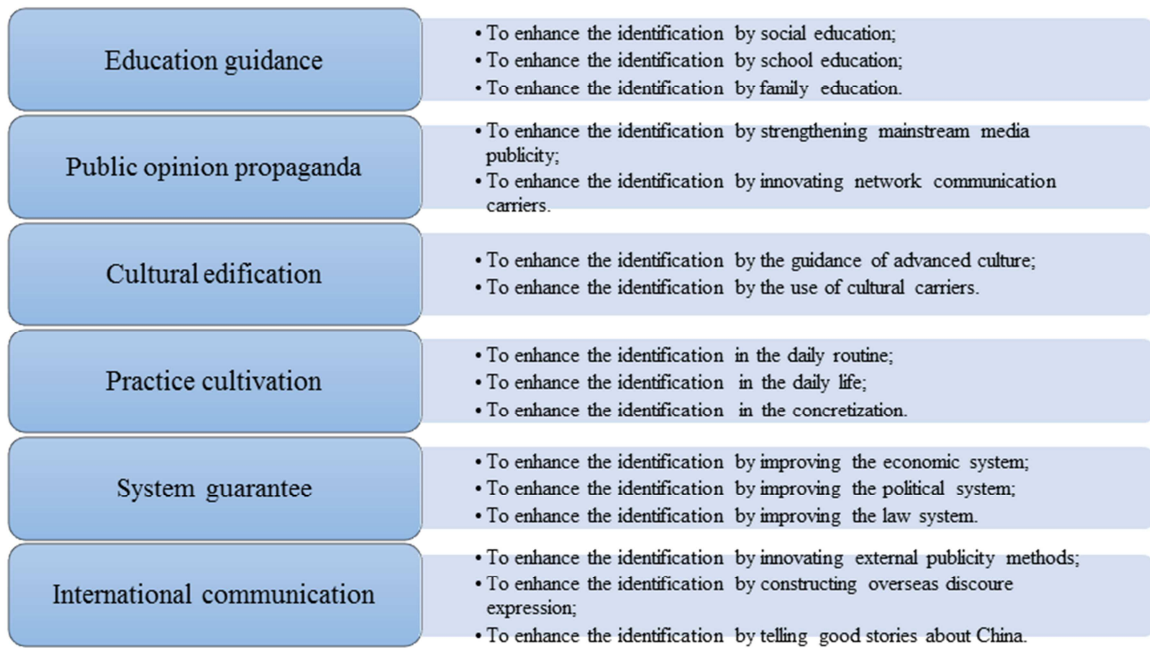 Education guidance
• To enhance the identification by social education;
• To enhance the identification by school education;
• To enhance the identification by family education.
Public opinion propaganda
• To enhance the identification by strengthening mainstream media
publicity;
• To enhance the identification by innovating network communication
carriers.
Cultural edification
• To enhance the identification by the guidance of advanced culture;
• To enhance the identification by the use of cultural carriers.
Practice cultivation
• To enhance the identification in the daily routine;
• To enhance the identification in the daily life;
• To enhance the identification in the concretization.
System guarantee
• To enhance the identification by improving the economic system;
• To enhance the identification by improving the political system;
• To enhance the identification by improving the law system.
International communication
• To enhance the identification by innovating external publicity methods;
• To enhance the identification by constructing overseas discoure
expression;
• To enhance the identification by telling good stories about China.